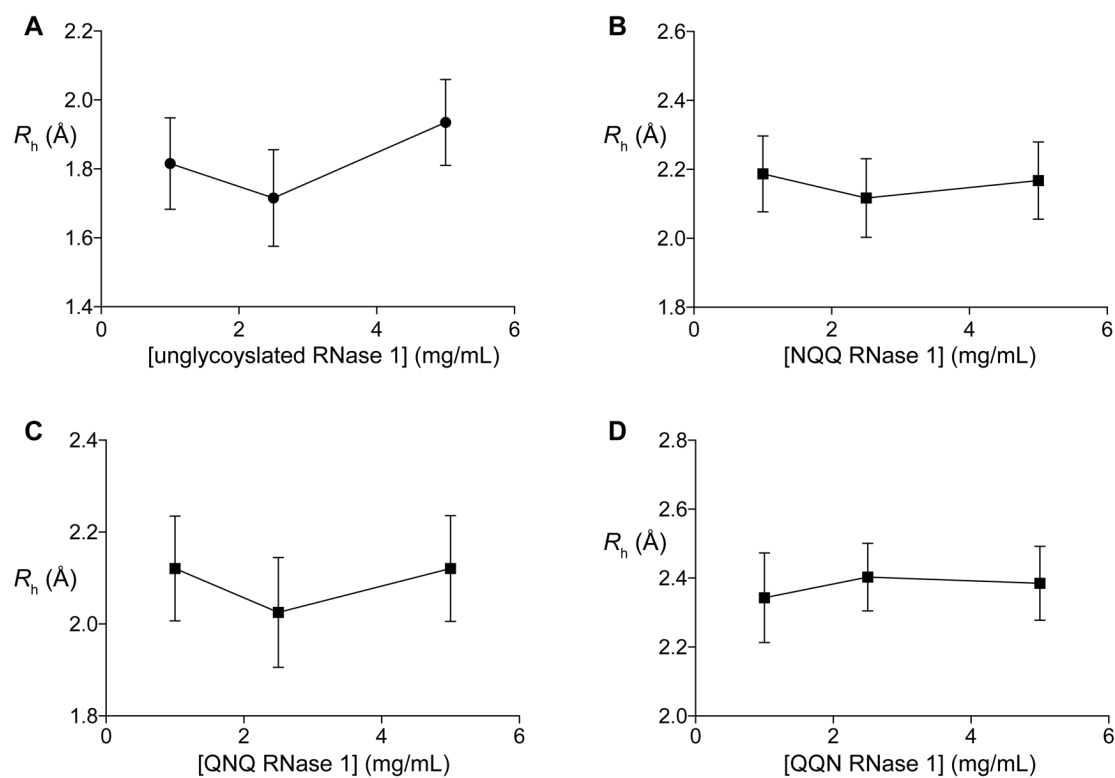 A
2.2
2.0
Rh (Å)
1.8
1.6
1.4
0 2 4 6
[unglycoyslated RNase 1] (mg/mL)
B
2.6
2.4
Rh (Å)
2.2
2.0
1.8
0 2 4 6
[NQQ RNase 1] (mg/mL)
C
2.4
2.2
Rh (Å)
2.0
1.8
0 2 4 6
[QNQ RNase 1] (mg/mL)
D
2.8
2.6
Rh (Å)
2.4
2.2
2.0
0 2 4 6
[QQN RNase 1] (mg/mL)